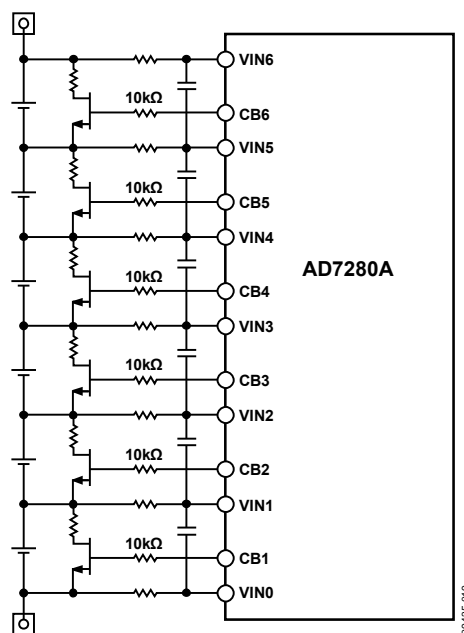 VIN6
10kΩ
CB6
VIN5
10kΩ
CB5
VIN4
AD7280A
10kΩ
CB4
VIN3
10kΩ
CB3
VIN2
10kΩ
CB2
VIN1
10kΩ
CB1
VIN0